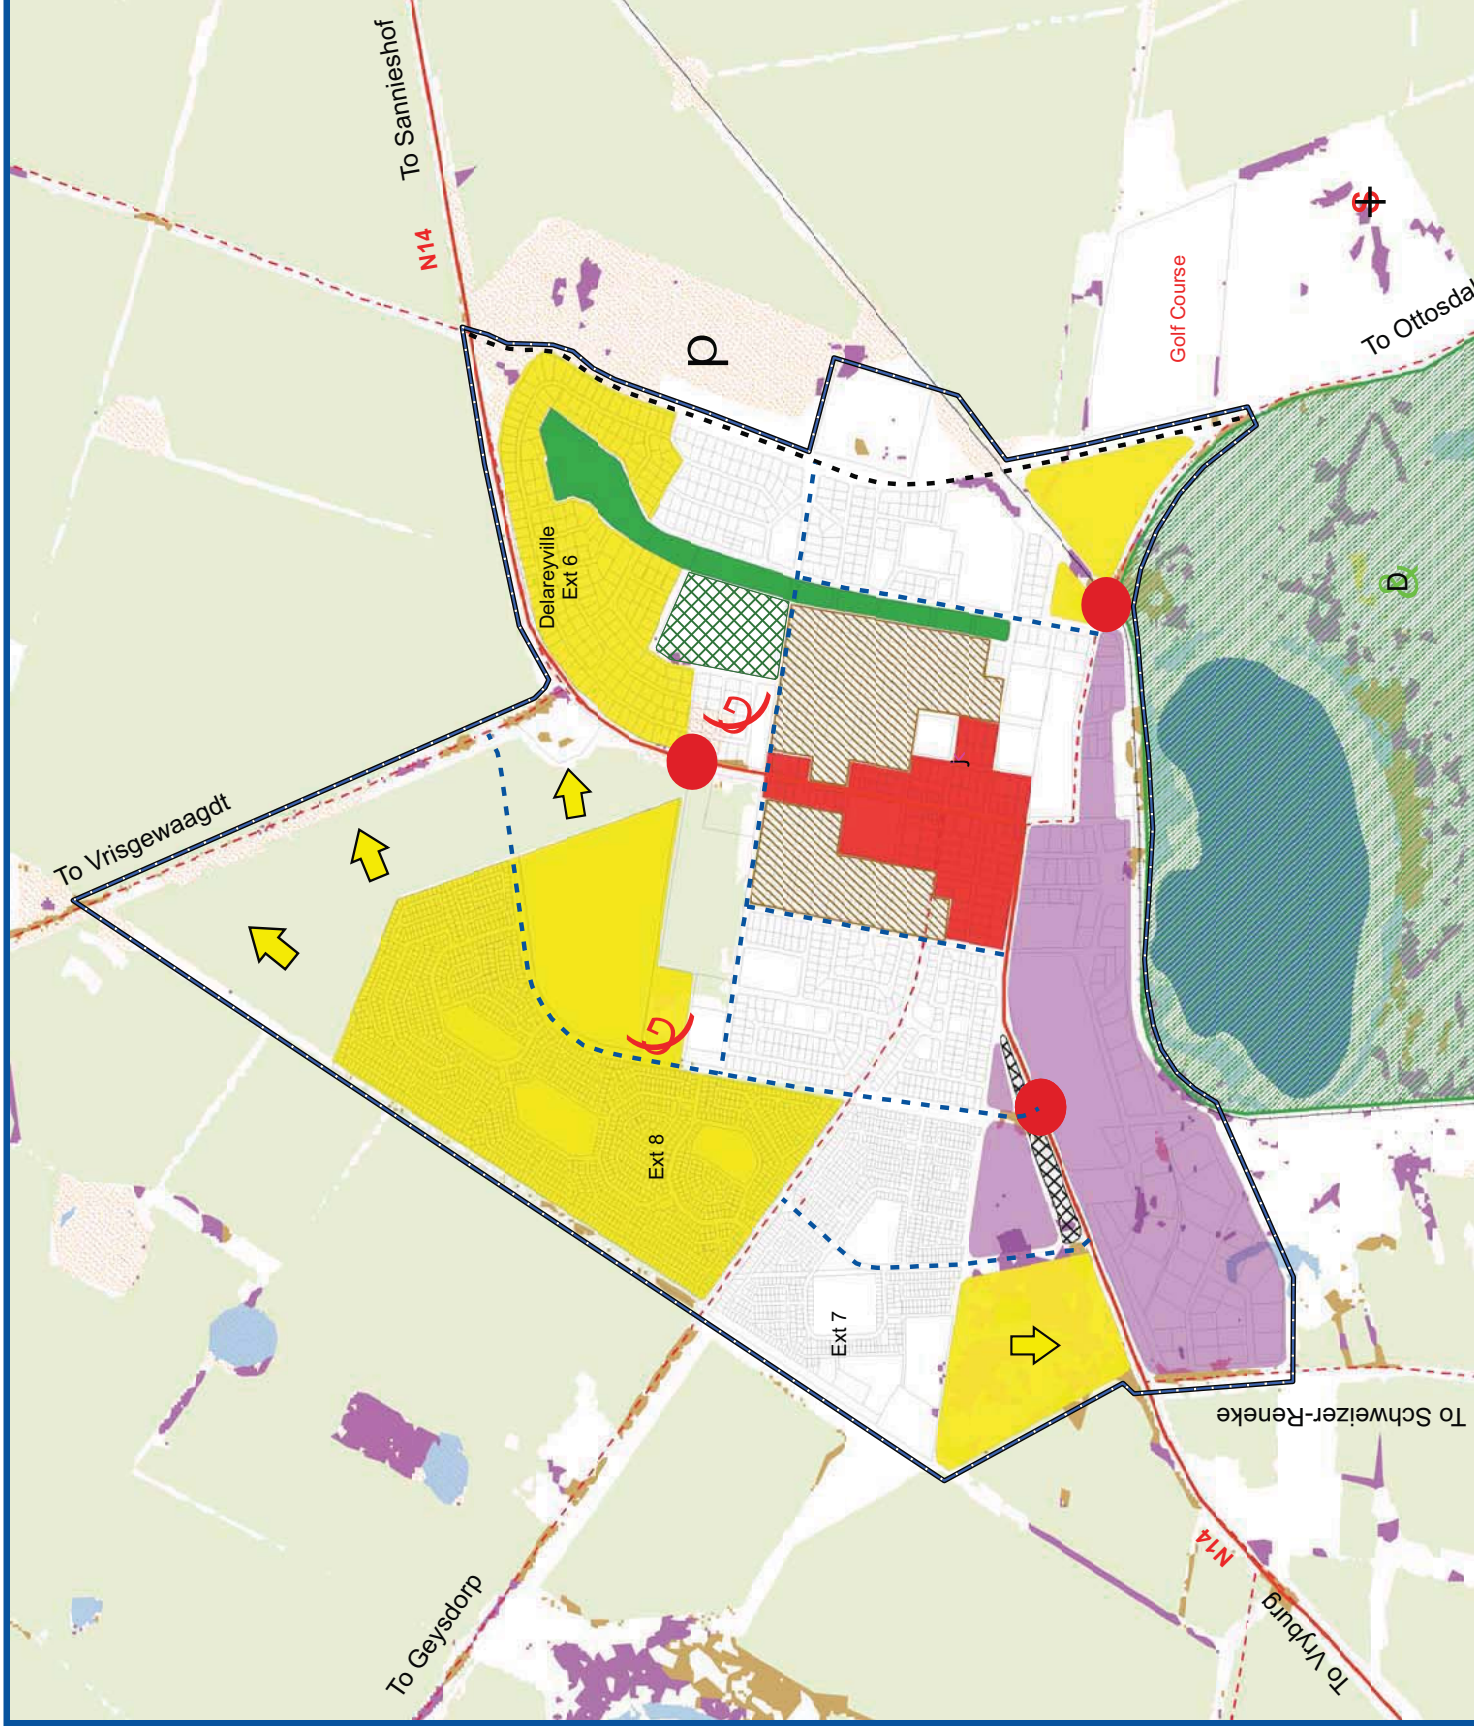 To Sannieshof
N14
p
Golf Course
To Ottosdal
Delareyville
Ext 6
To Vrisgewaagdt
D
j
Ext 8
Ext 7
To Schweizer-Reneke
N14
To Vryburg
To Geysdorp